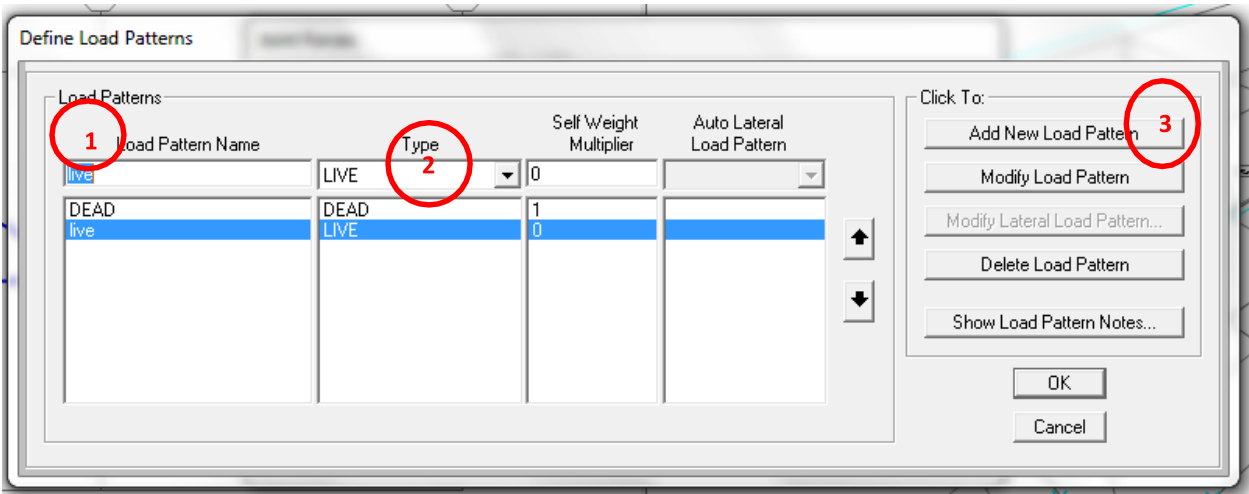 Define Load Patterns
Load Patterns
Load Pattern Name
Type
Self Weight
Multiplier
Auto Lateral
Load Pattern
1
2
live
LIVE
0
DEAD
DEAD
1
live
LIVE
0
Click To:
3
Add New Load Pattern
Modify Load Pattern
Modify Lateral Load Pattern...
Delete Load Pattern
Show Load Pattern Notes...
OK
Cancel